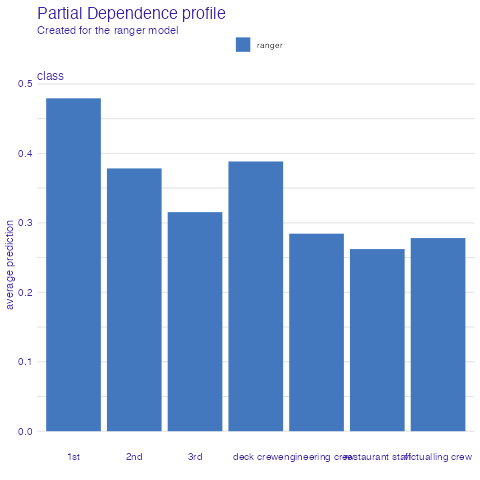 Partial Dependence profile
Created for the ranger model
ranger
class
0.5
0.4
0.3
0.2
0.1
0.0
average prediction
1st 2nd 3rd deck crew engineering crew restaurant staff victualling crew